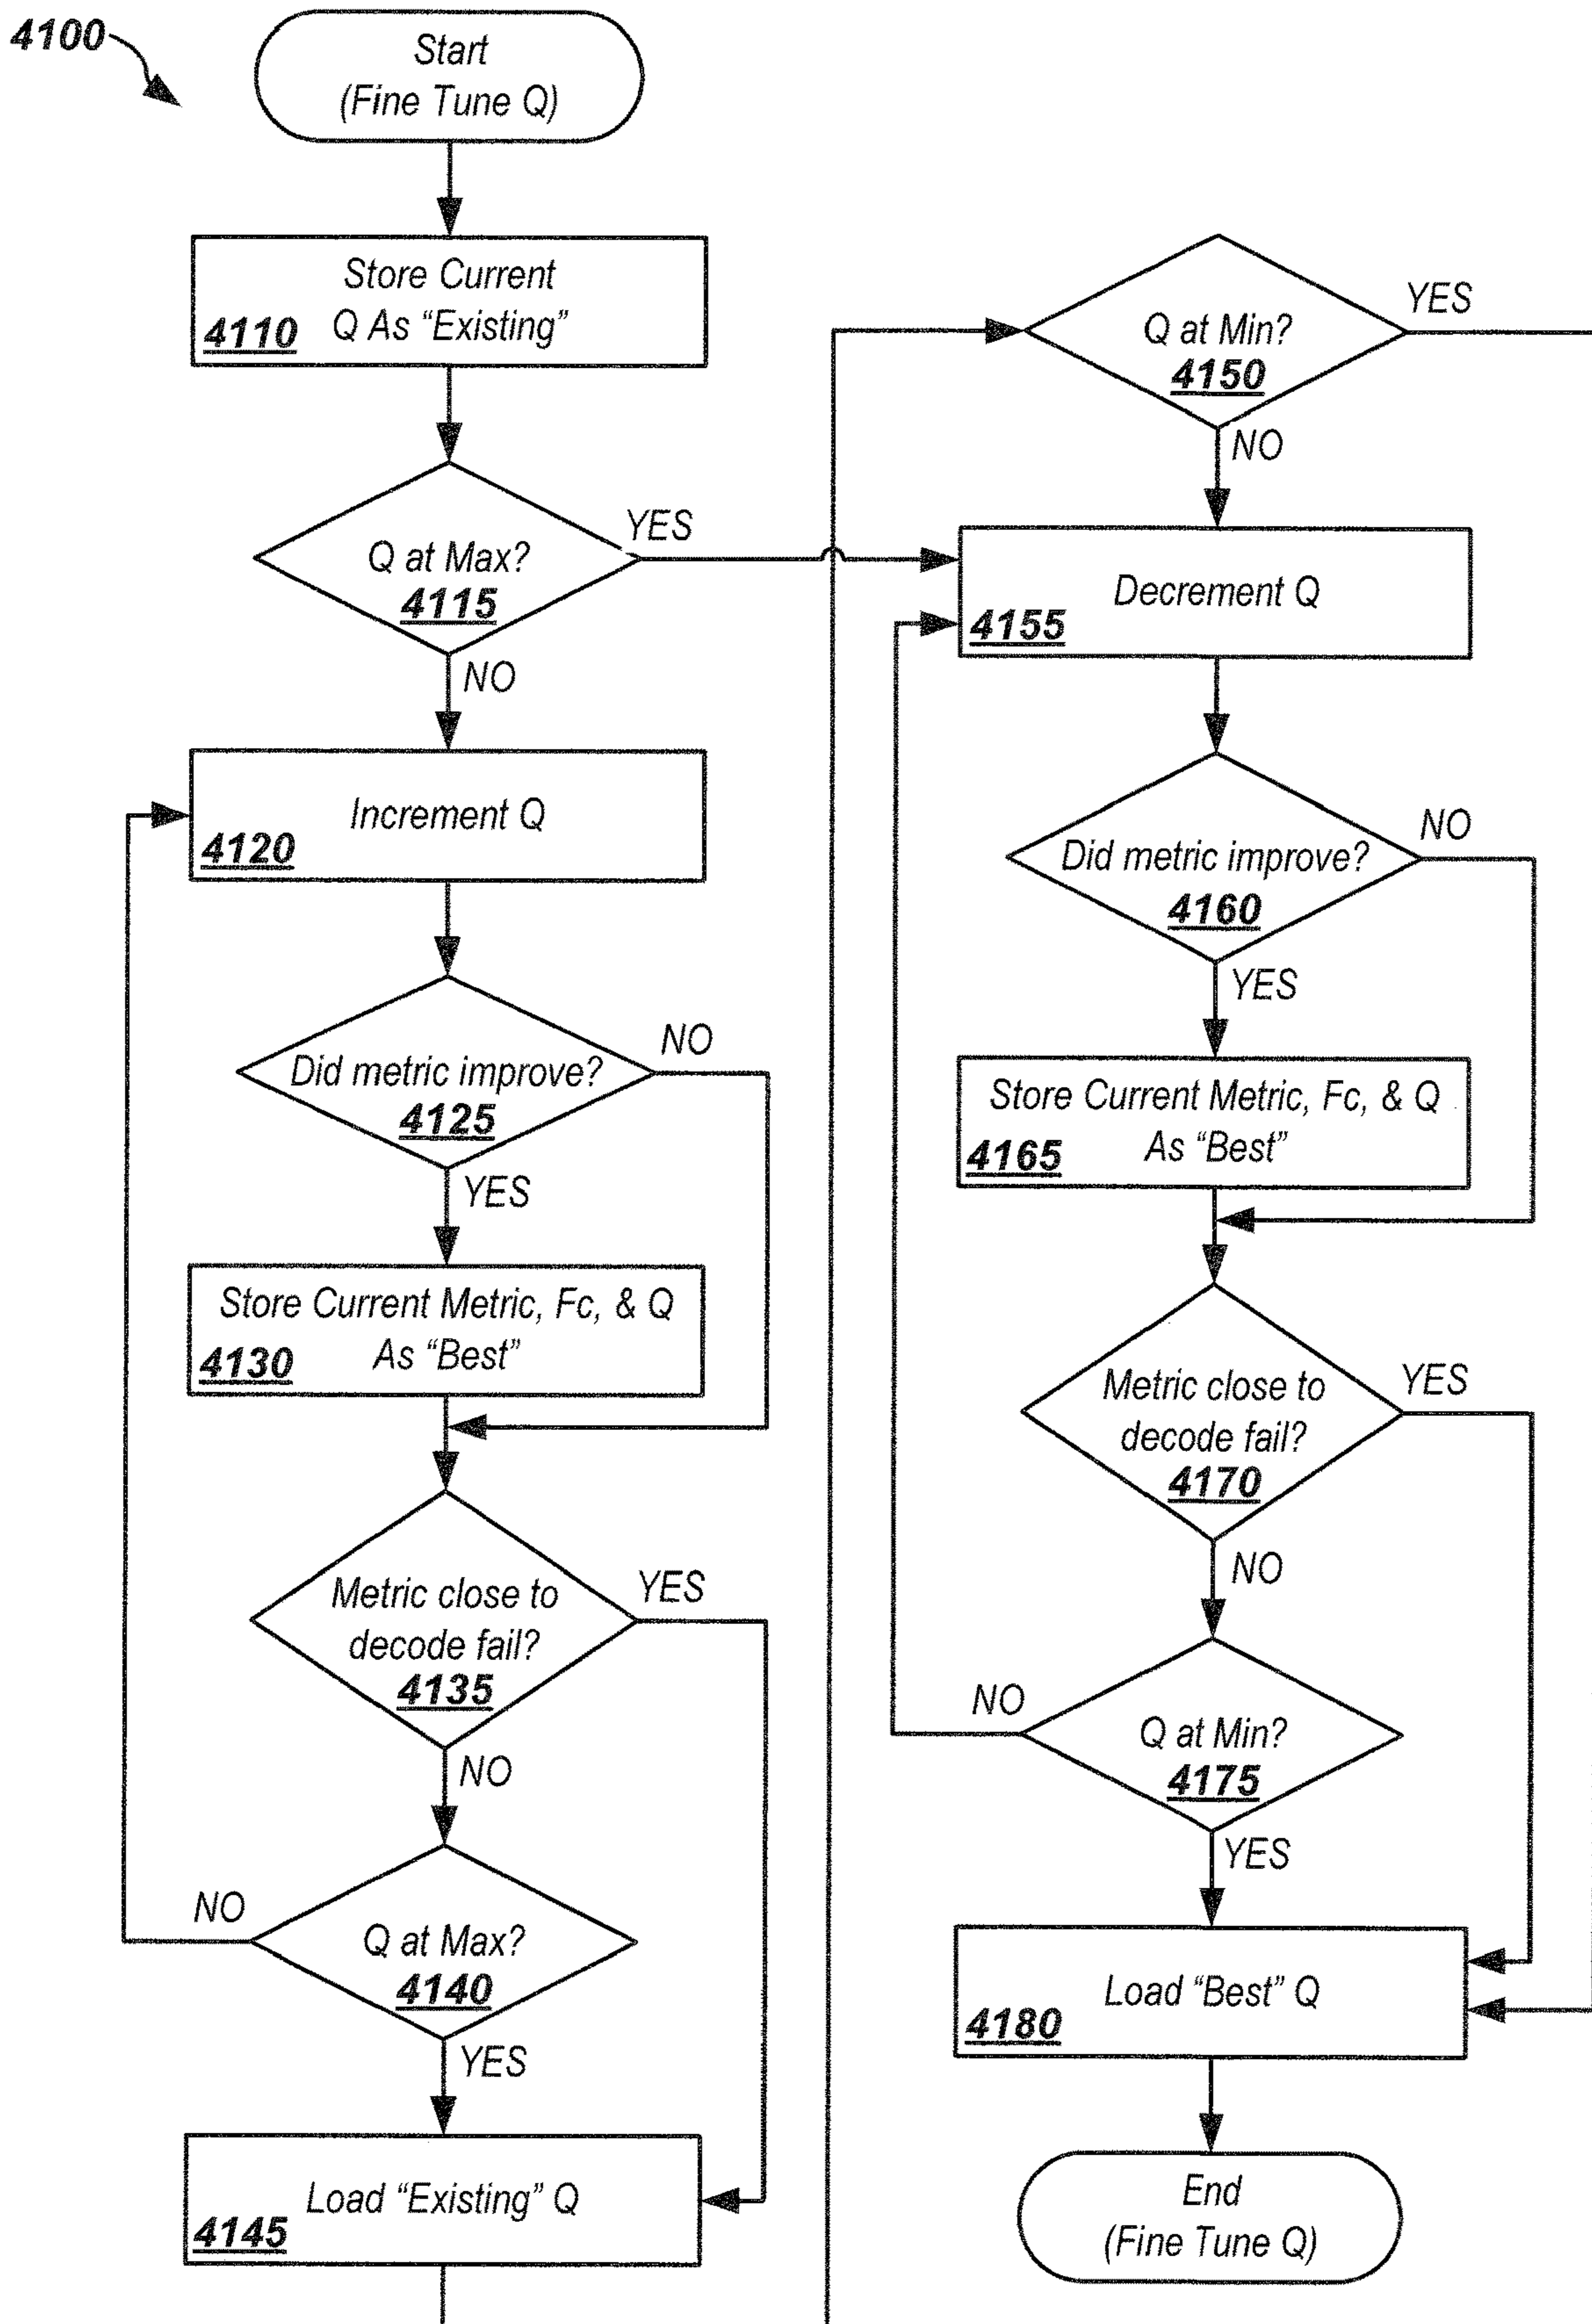 4100
Start
(Fine Tune Q)
Store Current
Q As “Existing”
4110
Q at Max?
4115
YES
NO
Increment Q
4120
Did metric improve?
4125
NO
YES
Store Current Metric, Fc, & Q
As “Best”
4130
Metric close to
decode fail?
4135
YES
NO
Q at Max?
4140
NO
YES
Load “Existing” Q
4145
Q at Min?
4150
YES
NO
Decrement Q
4155
Did metric improve?
4160
NO
YES
Store Current Metric, Fc, & Q
As “Best”
4165
Metric close to
decode fail?
4170
YES
NO
Q at Min?
4175
NO
YES
Load “Best” Q
4180
End
(Fine Tune Q)